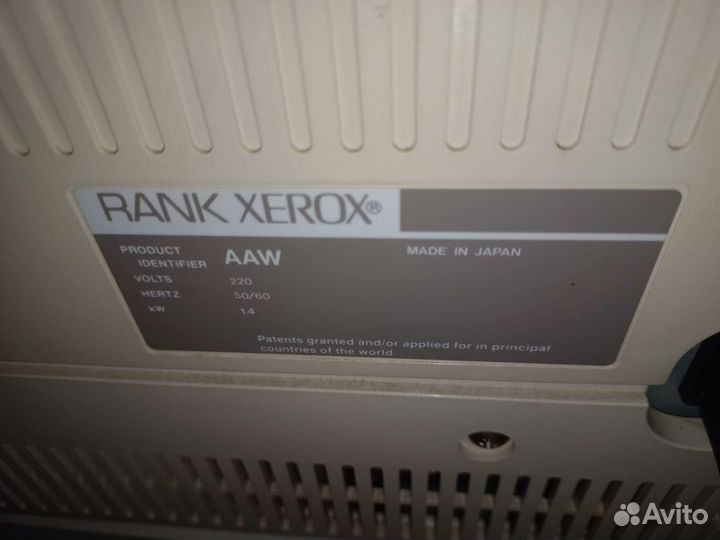 RANK XEROX®
PRODUCT IDENTIFIER AAW
MADE IN JAPAN
VOLTS 220
HERTZ 50/60
kW 1.4
Patents granted and/or applied for in principal
countries of the world.
Avito